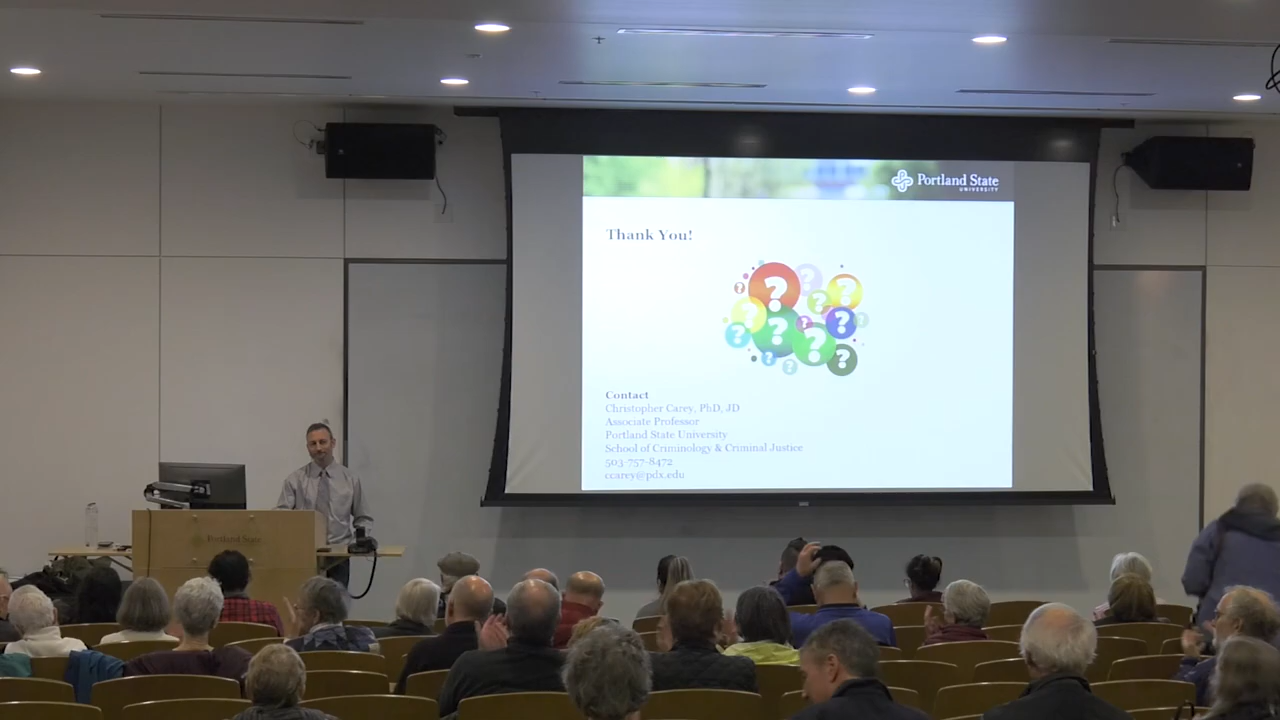 Portland State
UNIVERSITY
Thank You!
? ? ? ? ? ? ? ? ? ? ? ? ? ?
Contact
Christopher Carey, PhD, JD
Associate Professor
Portland State University
School of Criminology & Criminal Justice
503-757-8472
ccarey@pdx.edu
Portland State